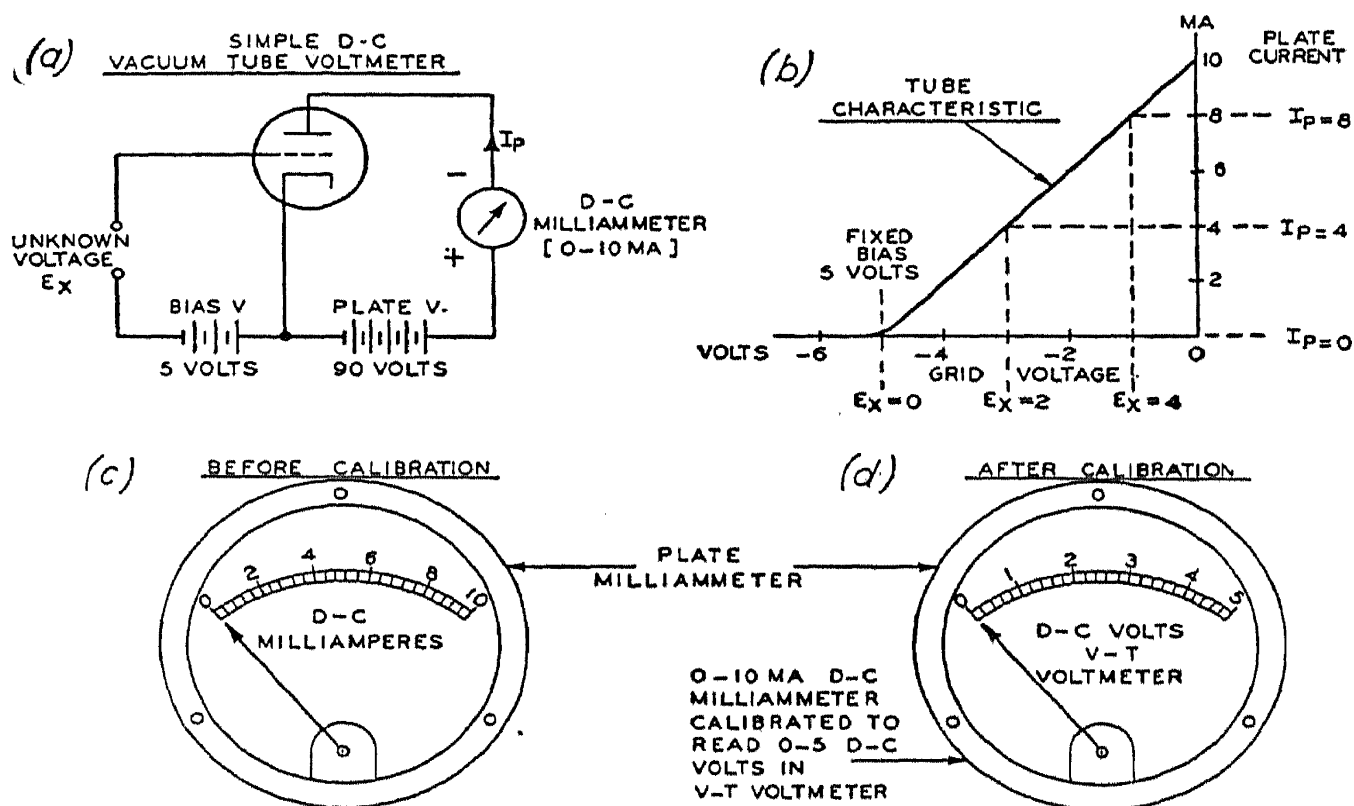 (a)
SIMPLE D-C
VACUUM TUBE VOLTMETER
IP
-
+
D-C
MILLIAMMETER
[0-10 MA]
UNKNOWN
VOLTAGE
EX
BIAS V
5 VOLTS
PLATE V.
90 VOLTS
(b)
MA
PLATE
CURRENT
TUBE
CHARACTERISTIC
10
8
6
4
2
IP=8
IP=4
IP=0
FIXED
BIAS
5 VOLTS
VOLTS
-6
-4
-2
0
GRID VOLTAGE
EX=0
EX=2
EX=4
(c)
BEFORE CALIBRATION
0 2 4 6 8 10
D-C
MILLIAMPERES
PLATE
MILLIAMMETER
(d)
AFTER CALIBRATION
0 1 2 3 4 5
D-C VOLTS
V-T
VOLTMETER
0-10 MA D-C
MILLIAMMETER
CALIBRATED TO
READ 0-5 D-C
VOLTS IN
V-T VOLTMETER